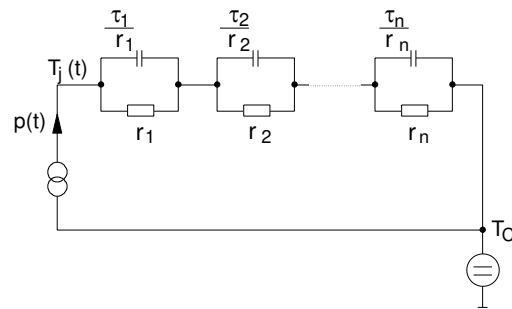 τ1/r1
τ2/r2
τn/rn
Tj(t)
r1
r2
rn
p(t)
TC